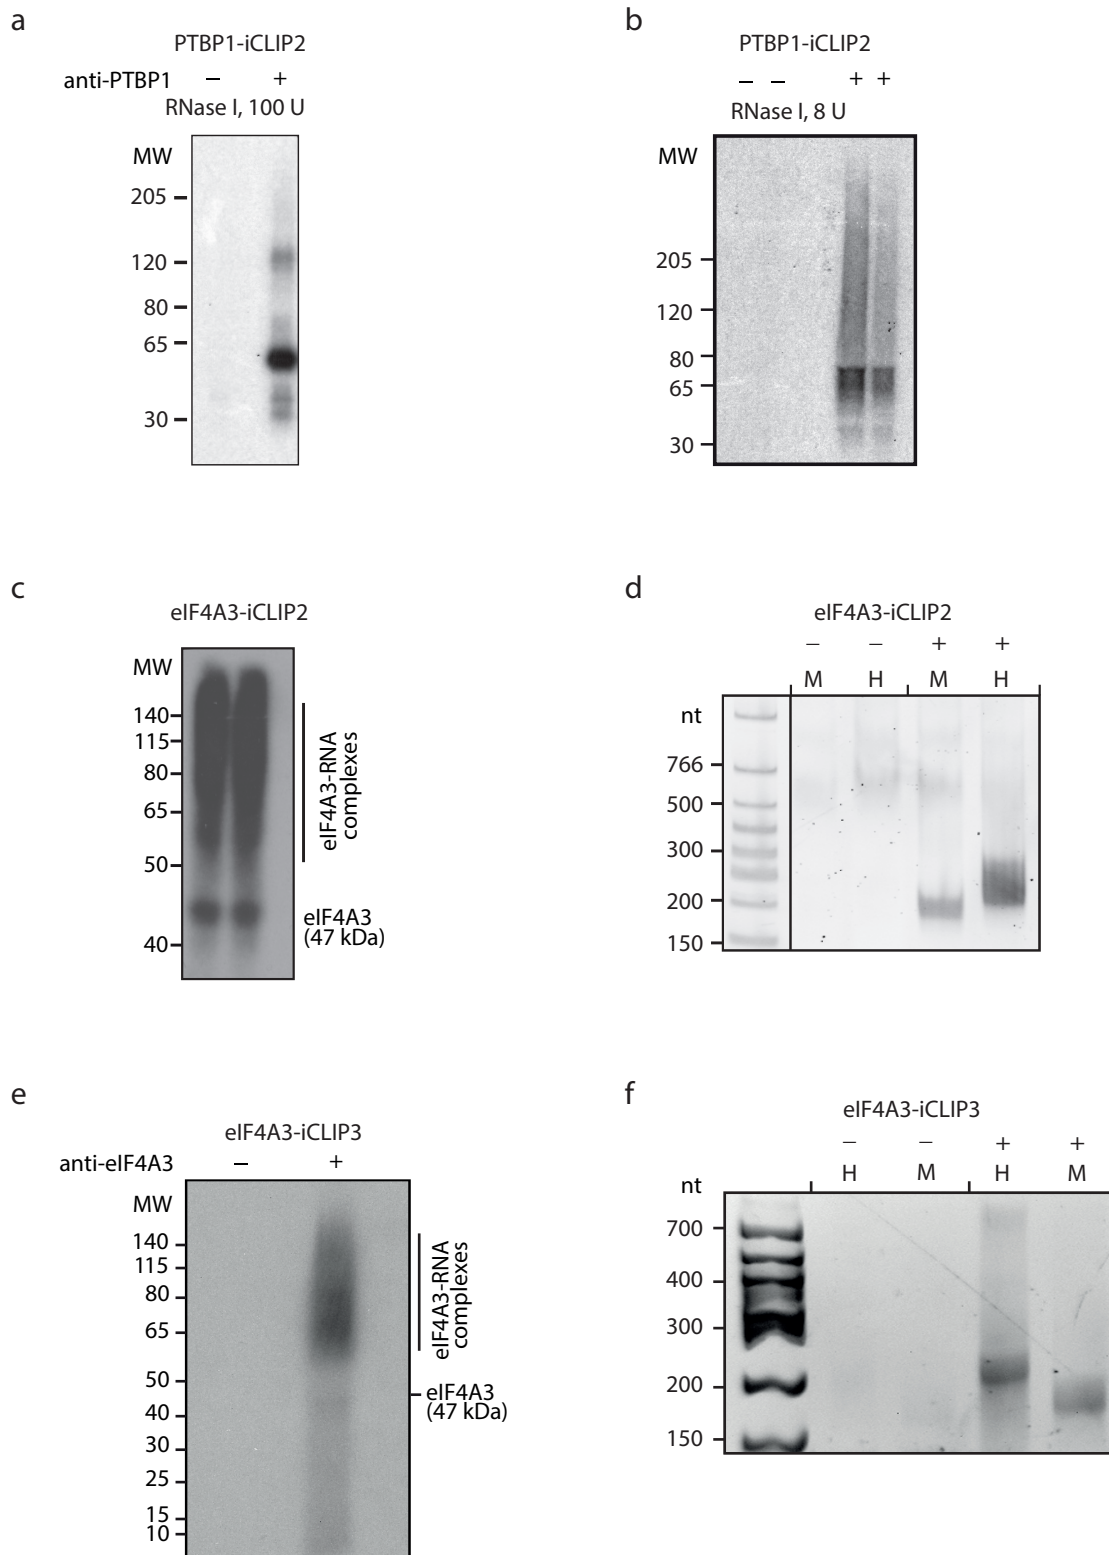 a
PTBP1-iCLIP2
anti-PTBP1 – +
RNase I, 100 U
MW
205
120
80
65
30
b
PTBP1-iCLIP2
– – + +
RNase I, 8 U
MW
205
120
80
65
30
c
eIF4A3-iCLIP2
MW
140
115
80
65
50
40
eIF4A3-RNA
complexes
eIF4A3
(47 kDa)
d
eIF4A3-iCLIP2
– – + +
M H M H
nt
766
500
300
200
150
e
eIF4A3-iCLIP3
anti-eIF4A3 – +
MW
140
115
80
65
50
40
30
25
15
10
eIF4A3-RNA
complexes
eIF4A3
(47 kDa)
f
eIF4A3-iCLIP3
– – + +
H M H M
nt
700
400
300
200
150